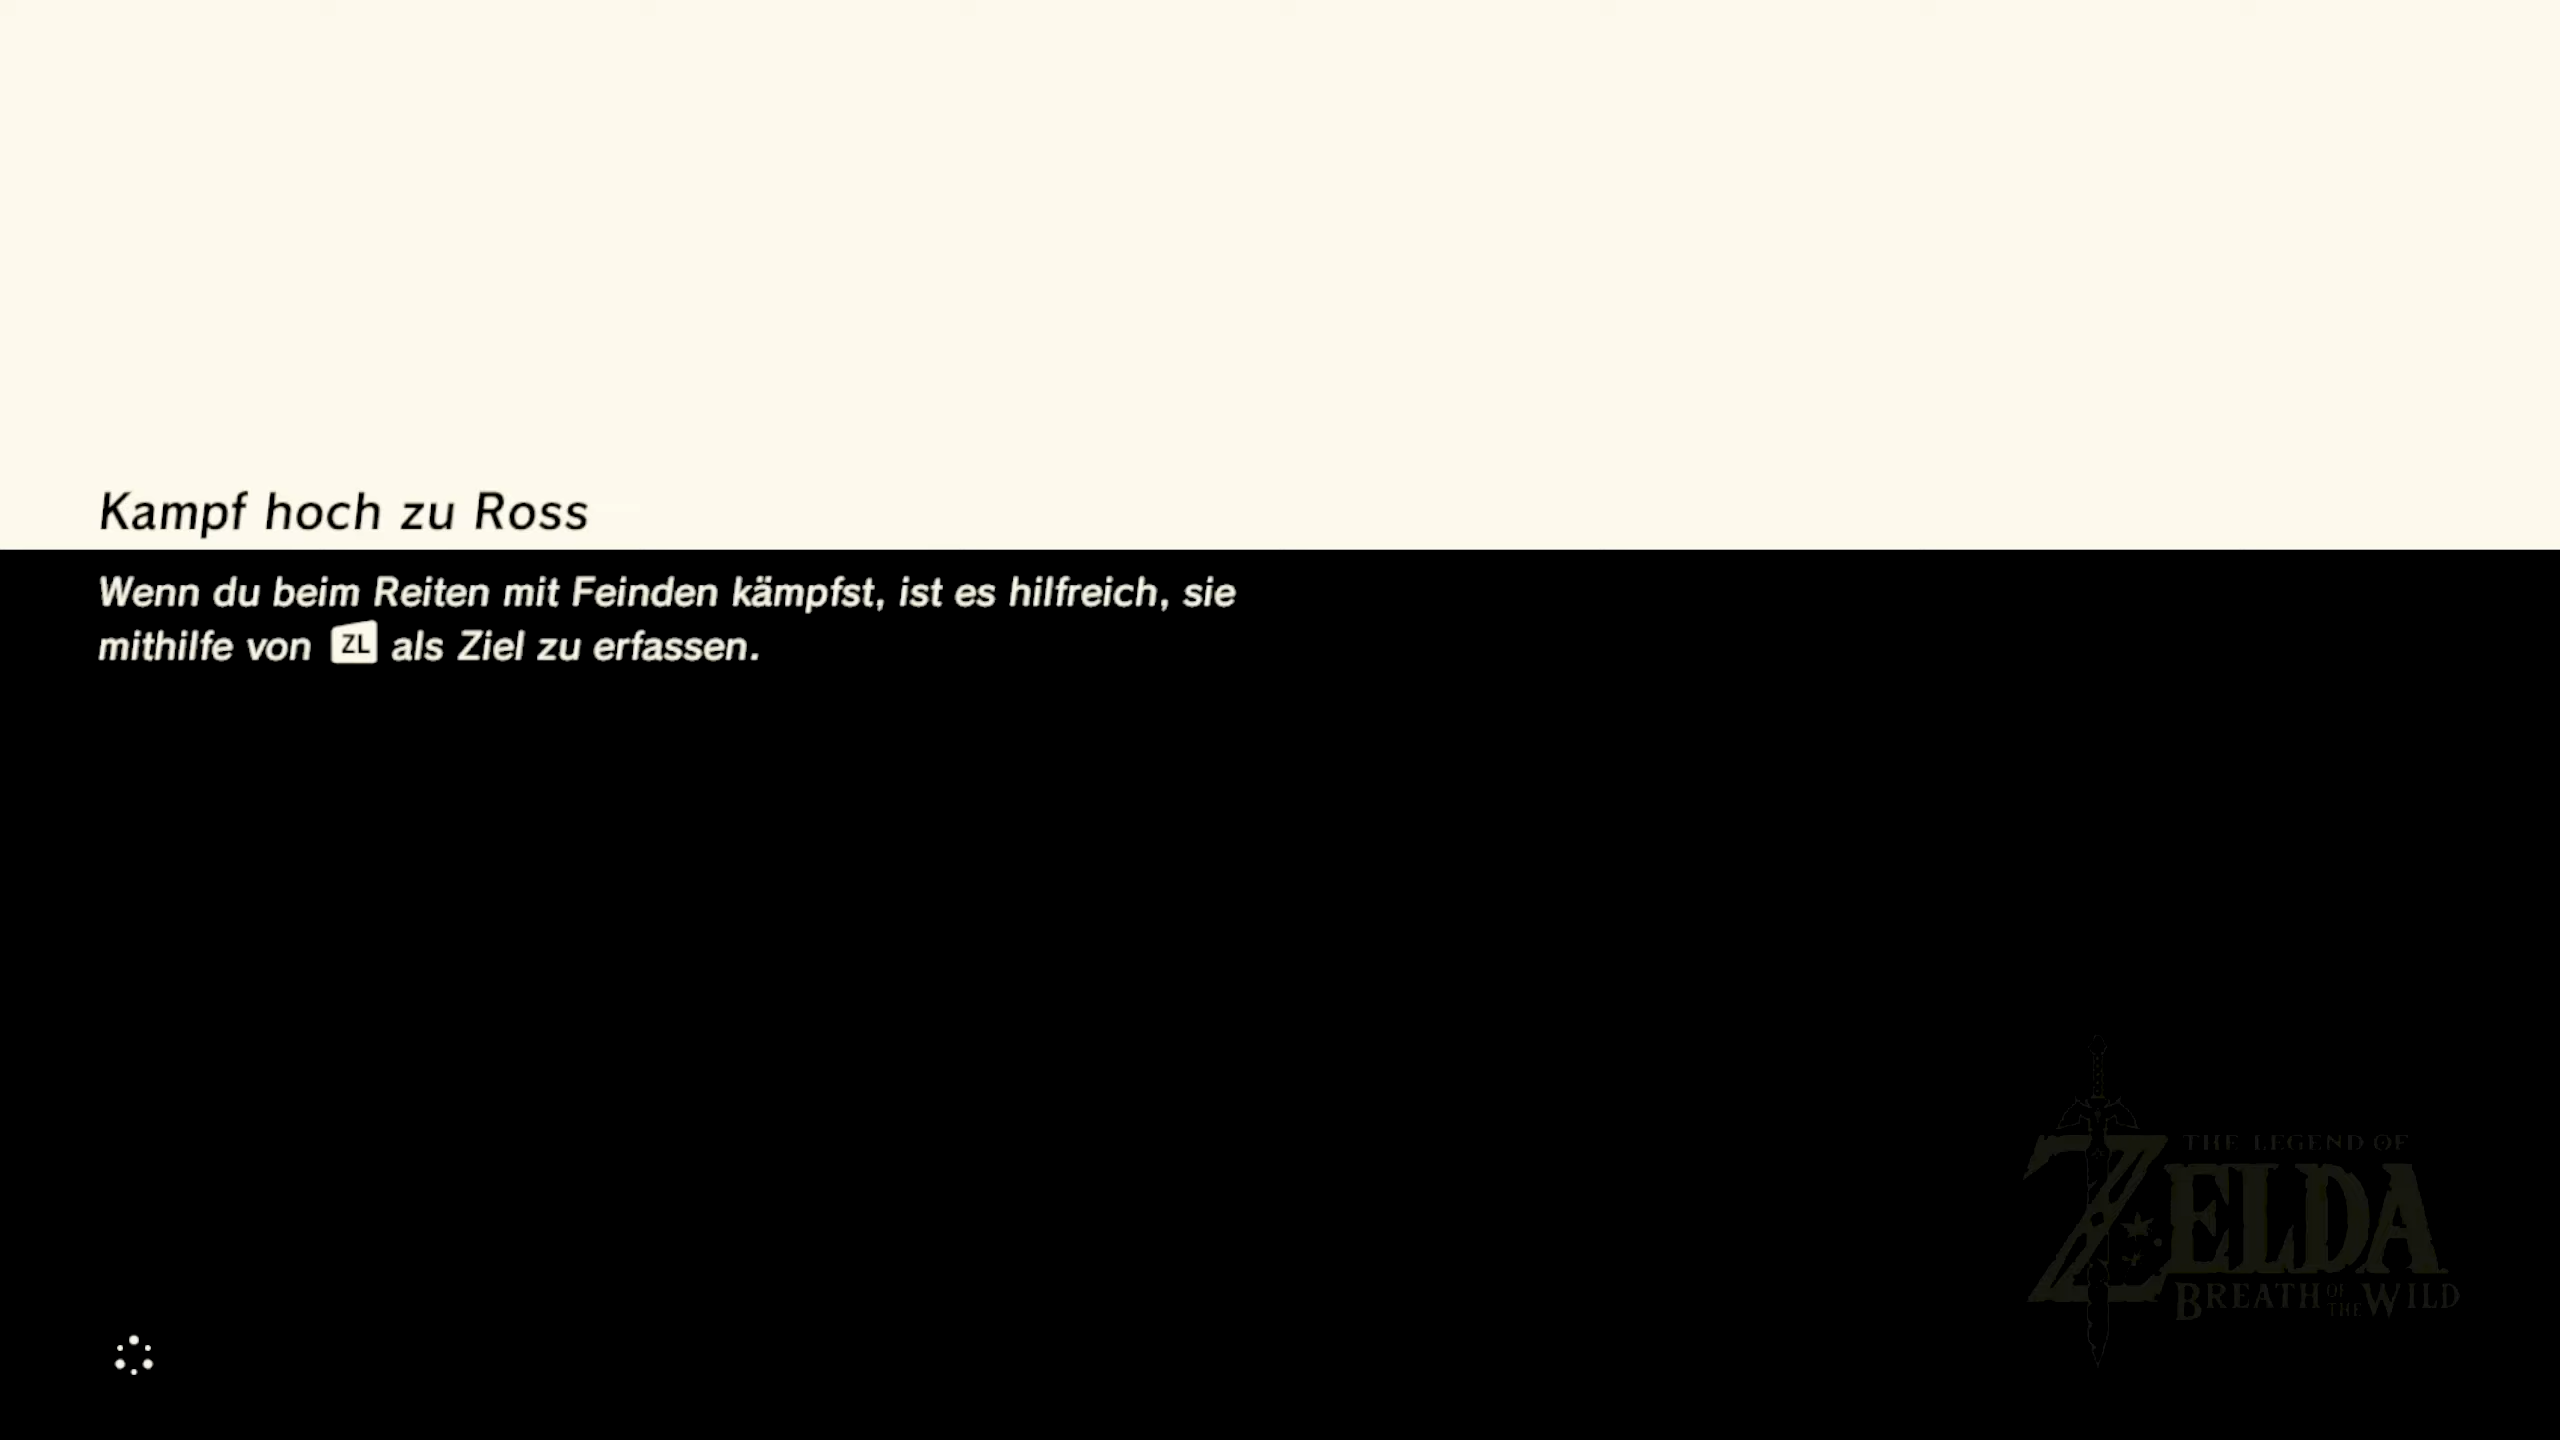 Kampf hoch zu Ross
Wenn du beim Reiten mit Feinden kämpfst, ist es hilfreich, sie
mithilfe von ZL als Ziel zu erfassen.
THE LEGEND OF
ZELDA
BREATH OF THE WILD